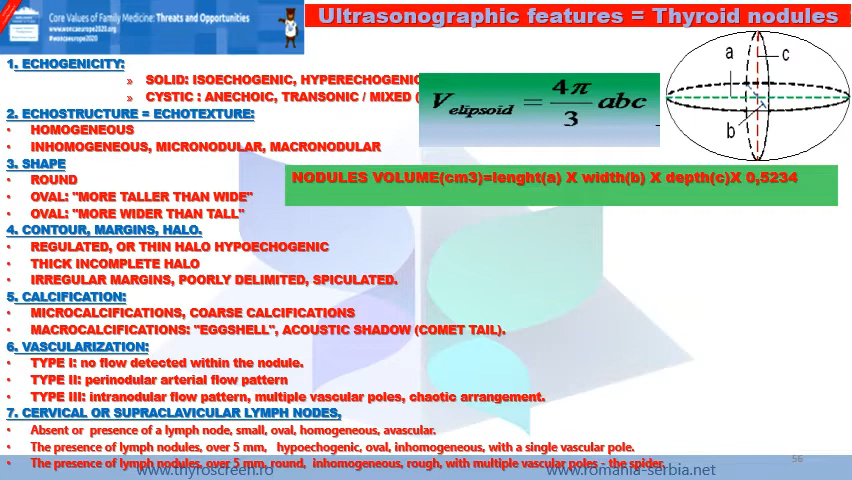 Core Values of Family Medicine: Threats and Opportunities
www.woncaeurope2020.org
#woncaeurope2020
Ultrasonographic features = Thyroid nodules
1. ECHOGENICITY:
» SOLID: ISOECHOGENIC, HYPERECHOGENIC
» CYSTIC : ANECHOIC, TRANSONIC / MIXED (
2. ECHOSTRUCTURE = ECHOTEXTURE:
• HOMOGENEOUS
• INHOMOGENEOUS, MICRONODULAR, MACRONODULAR
3. SHAPE
• ROUND
• OVAL: "MORE TALLER THAN WIDE"
• OVAL: "MORE WIDER THAN TALL"
4. CONTOUR, MARGINS, HALO.
• REGULATED, OR THIN HALO HYPOECHOGENIC
• THICK INCOMPLETE HALO
• IRREGULAR MARGINS, POORLY DELIMITED, SPICULATED.
5. CALCIFICATION:
• MICROCALCIFICATIONS, COARSE CALCIFICATIONS
• MACROCALCIFICATIONS: "EGGSHELL", ACOUSTIC SHADOW (COMET TAIL).
6. VASCULARIZATION:
• TYPE I: no flow detected within the nodule.
• TYPE II: perinodular arterial flow pattern
• TYPE III: intranodular flow pattern, multiple vascular poles, chaotic arrangement.
7. CERVICAL OR SUPRACLAVICULAR LYMPH NODES,
• Absent or presence of a lymph node, small, oval, homogeneous, avascular.
• The presence of lymph nodes, over 5 mm, hypoechogenic, oval, inhomogeneous, with a single vascular pole.
• The presence of lymph nodes, over 5 mm, round, inhomogeneous, rough, with multiple vascular poles - the spider.
V elipsoid = 4π/3 abc
a
c
b
NODULES VOLUME(cm3)=lenght(a) X width(b) X depth(c)X 0,5234
56
www.thyroscreen.ro
www.romania-serbia.net